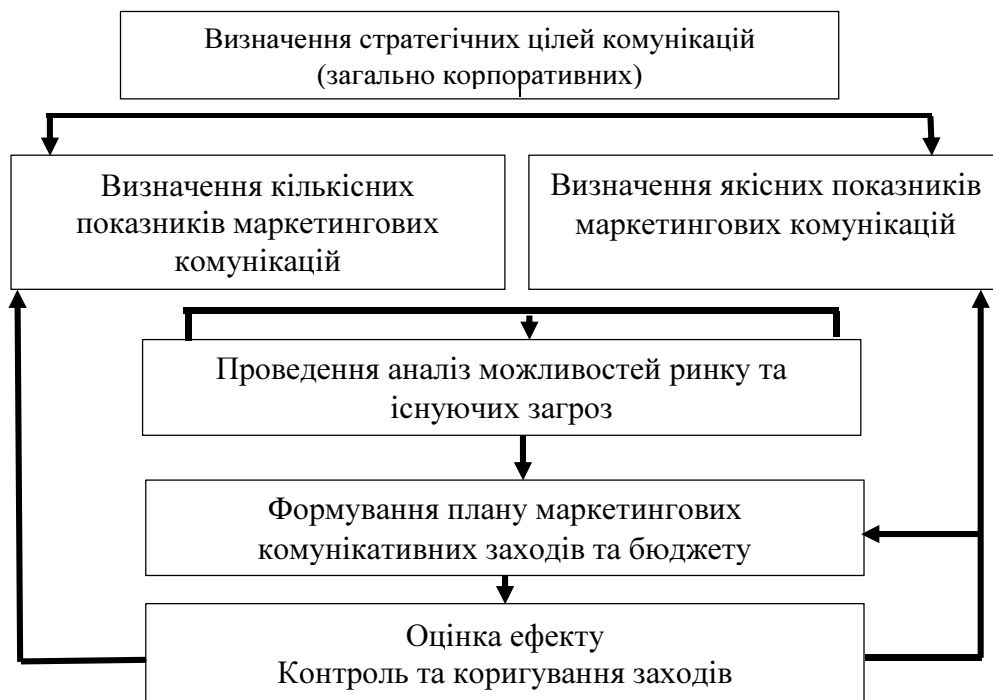 Визначення стратегічних цілей комунікацій
(загально корпоративних)
Визначення кількісних
показників маркетингових
комунікацій
Визначення якісних показників
маркетингових комунікацій
Проведення аналіз можливостей ринку та
існуючих загроз
Формування плану маркетингових
комунікативних заходів та бюджету
Оцінка ефекту
Контроль та коригування заходів